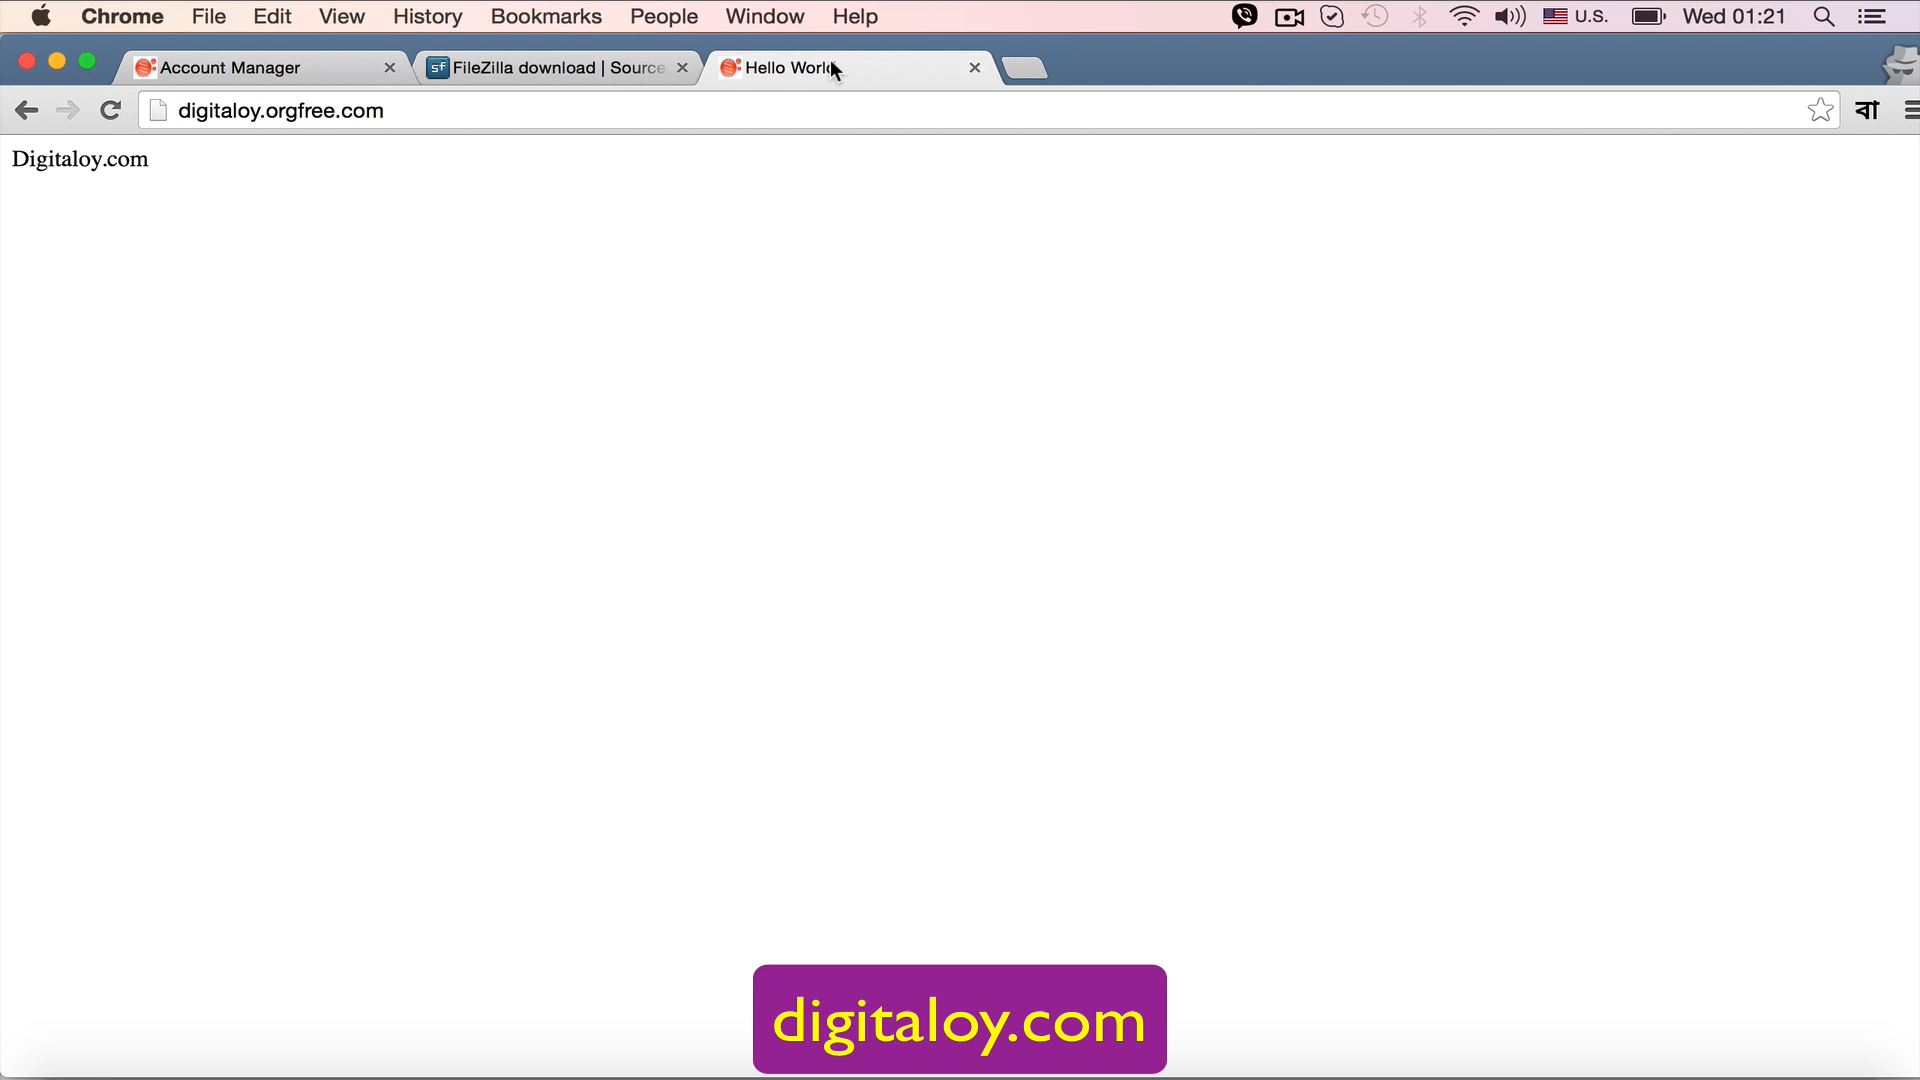 Chrome File Edit View History Bookmarks People Window Help U.S. Wed 01:21
Account Manager
sf FileZilla download | Source
Hello World
digitaloy.orgfree.com
বা
Digitaloy.com
digitaloy.com